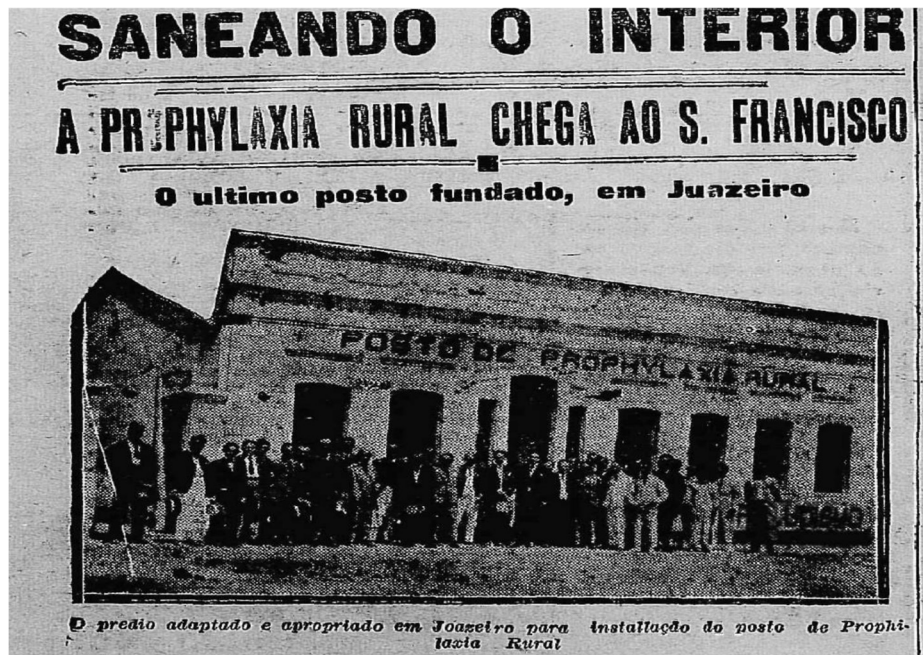 SANEANDO O INTERIOR
A PROPHYLAXIA RURAL CHEGA AO S. FRANCISCO
O ultimo posto fundado, em Juazeiro
POSTO DE PROPHYLAXIA RURAL
O predio adaptado e apropriado em Joazeiro para installação do posto de Prophi-
laxia Rural